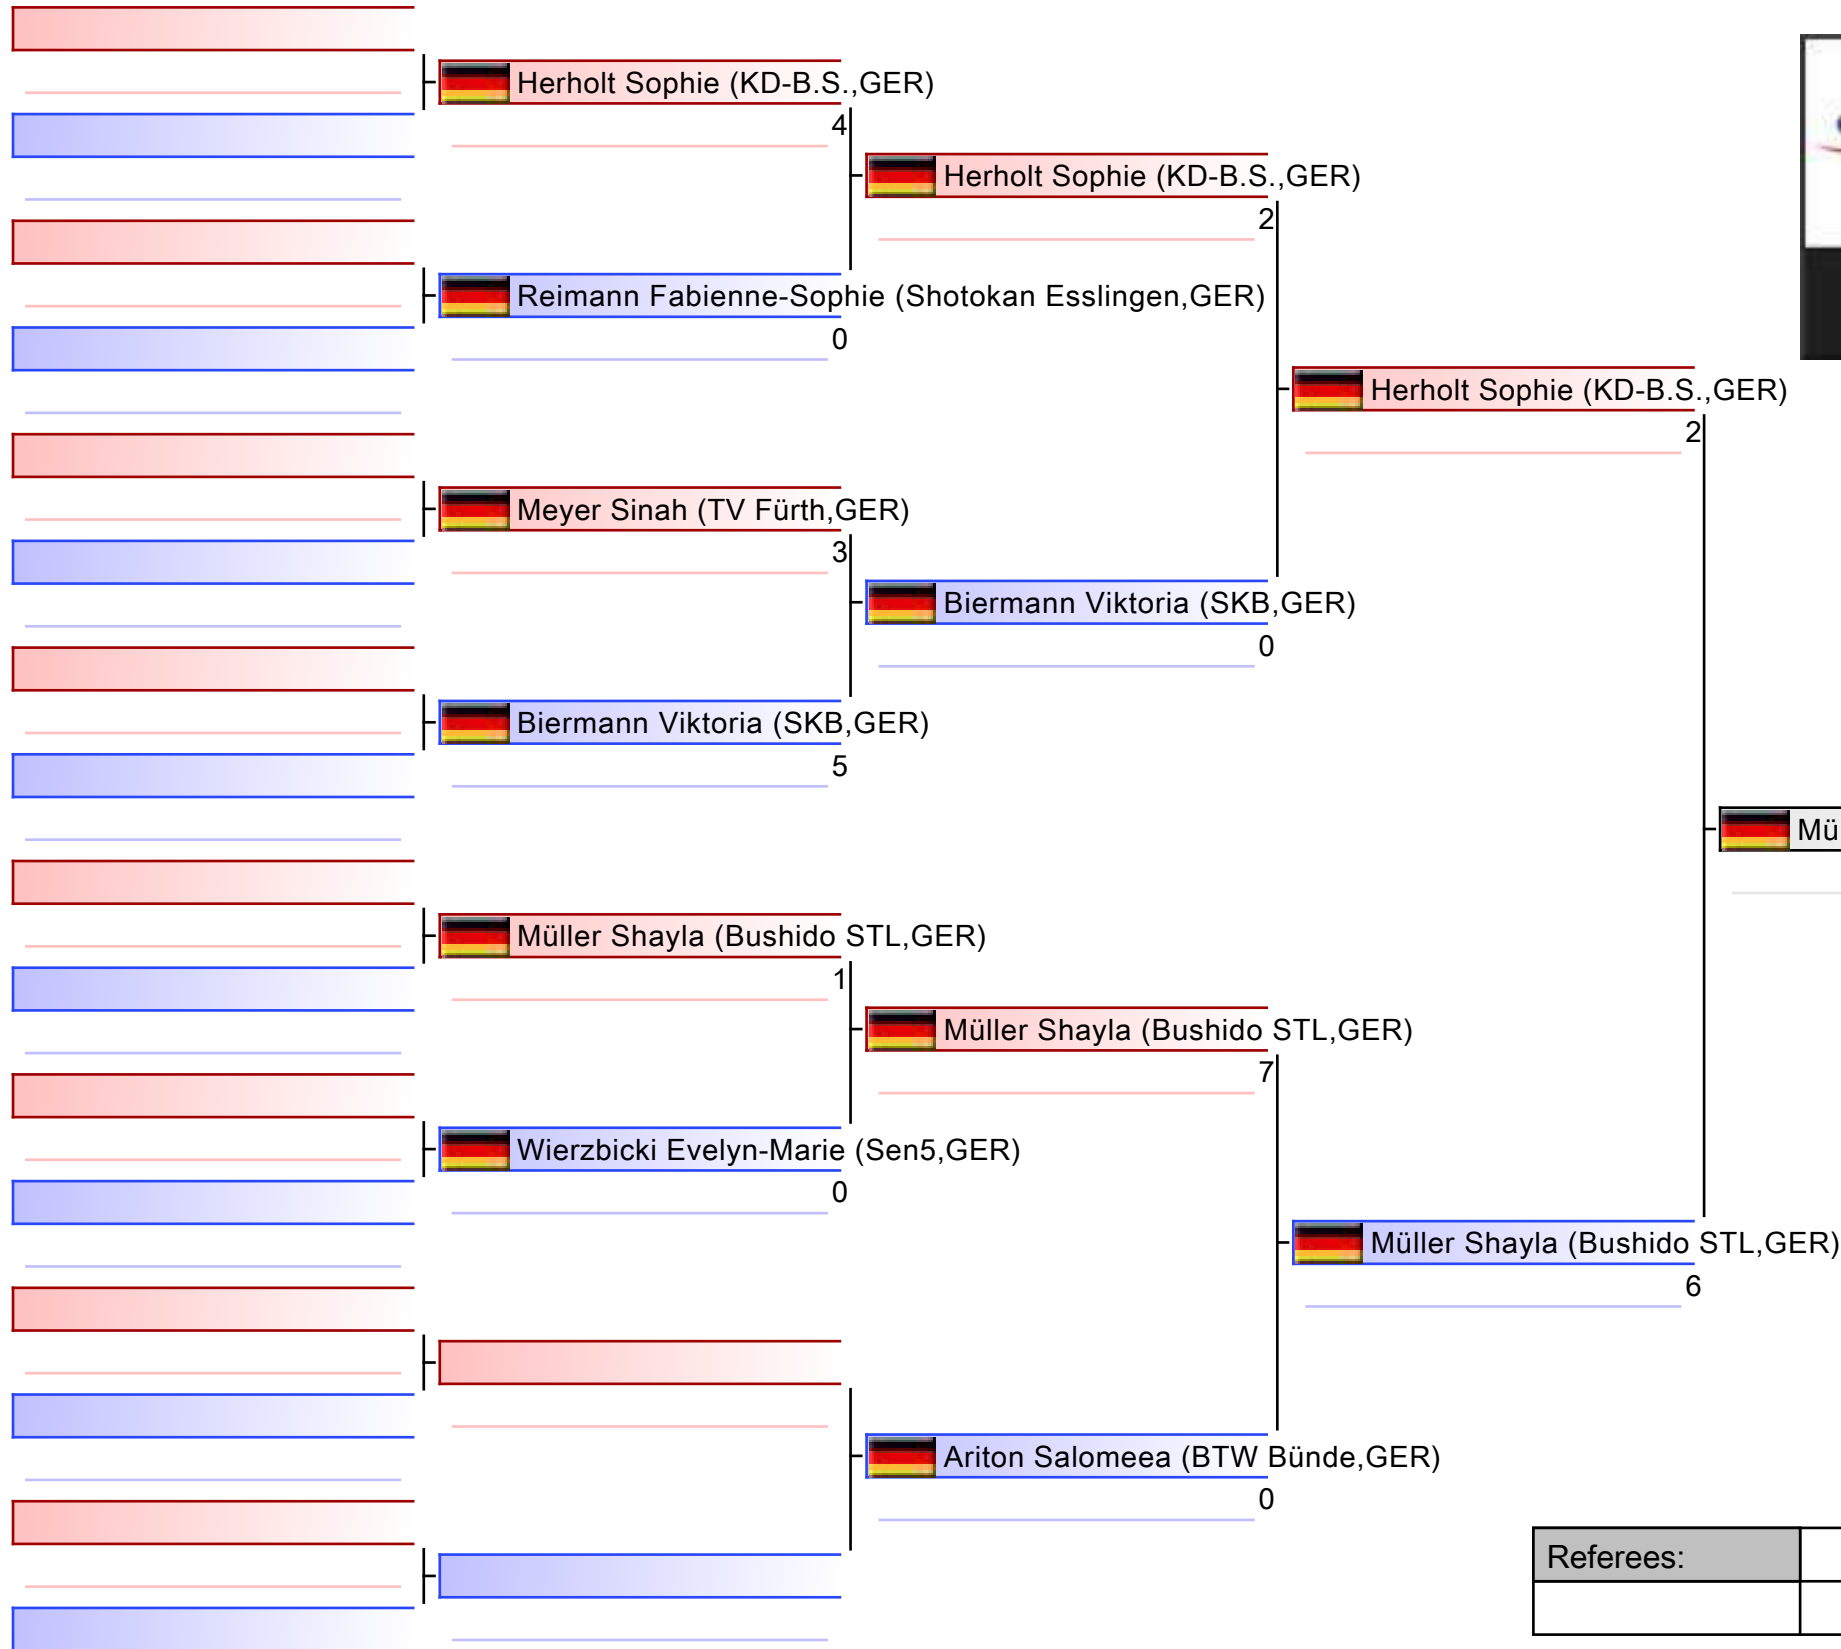 Herholt Sophie (KD-B.S.,GER)
4
Herholt Sophie (KD-B.S.,GER)
2
Reimann Fabienne-Sophie (Shotokan Esslingen,GER)
0
Herholt Sophie (KD-B.S.,GER)
2
Meyer Sinah (TV Fürth,GER)
3
Biermann Viktoria (SKB,GER)
0
Biermann Viktoria (SKB,GER)
5
Mü
Müller Shayla (Bushido STL,GER)
1
Müller Shayla (Bushido STL,GER)
7
Wierzbicki Evelyn-Marie (Sen5,GER)
0
Müller Shayla (Bushido STL,GER)
6
Ariton Salomeea (BTW Bünde,GER)
0
Referees: